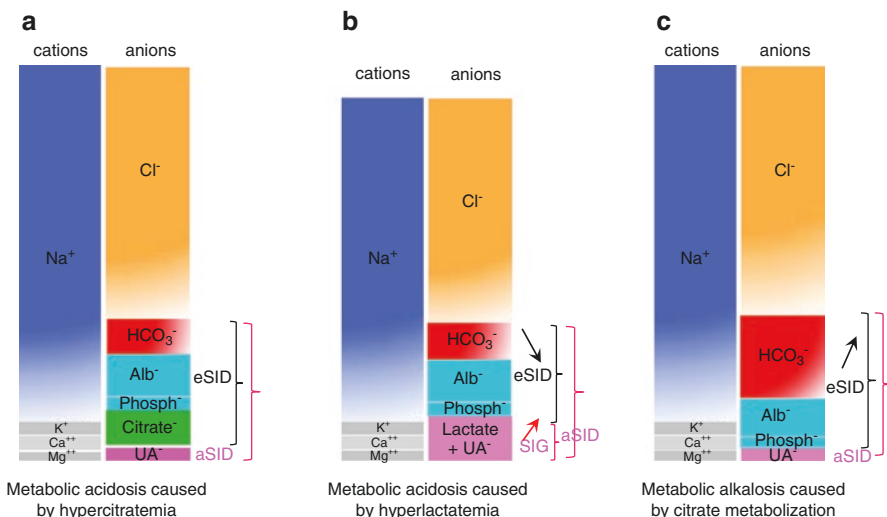 a
cations
anions
Na⁺
Cl⁻
HCO₃⁻
Alb⁻
Phosph⁻
Citrate⁻
UA⁻
K⁺
Ca⁺⁺
Mg⁺⁺
eSID
aSID
Metabolic acidosis caused
by hypercitratemia
b
cations
anions
Na⁺
Cl⁻
HCO₃⁻
Alb⁻
Phosph⁻
Lactate
+ UA⁻
K⁺
Ca⁺⁺
Mg⁺⁺
eSID
SIG
aSID
Metabolic acidosis caused
by hyperlactatemia
c
cations
anions
Na⁺
Cl⁻
HCO₃⁻
Alb⁻
Phosph⁻
UA⁻
K⁺
Ca⁺⁺
Mg⁺⁺
eSID
aSID
Metabolic alkalosis caused
by citrate metabolization